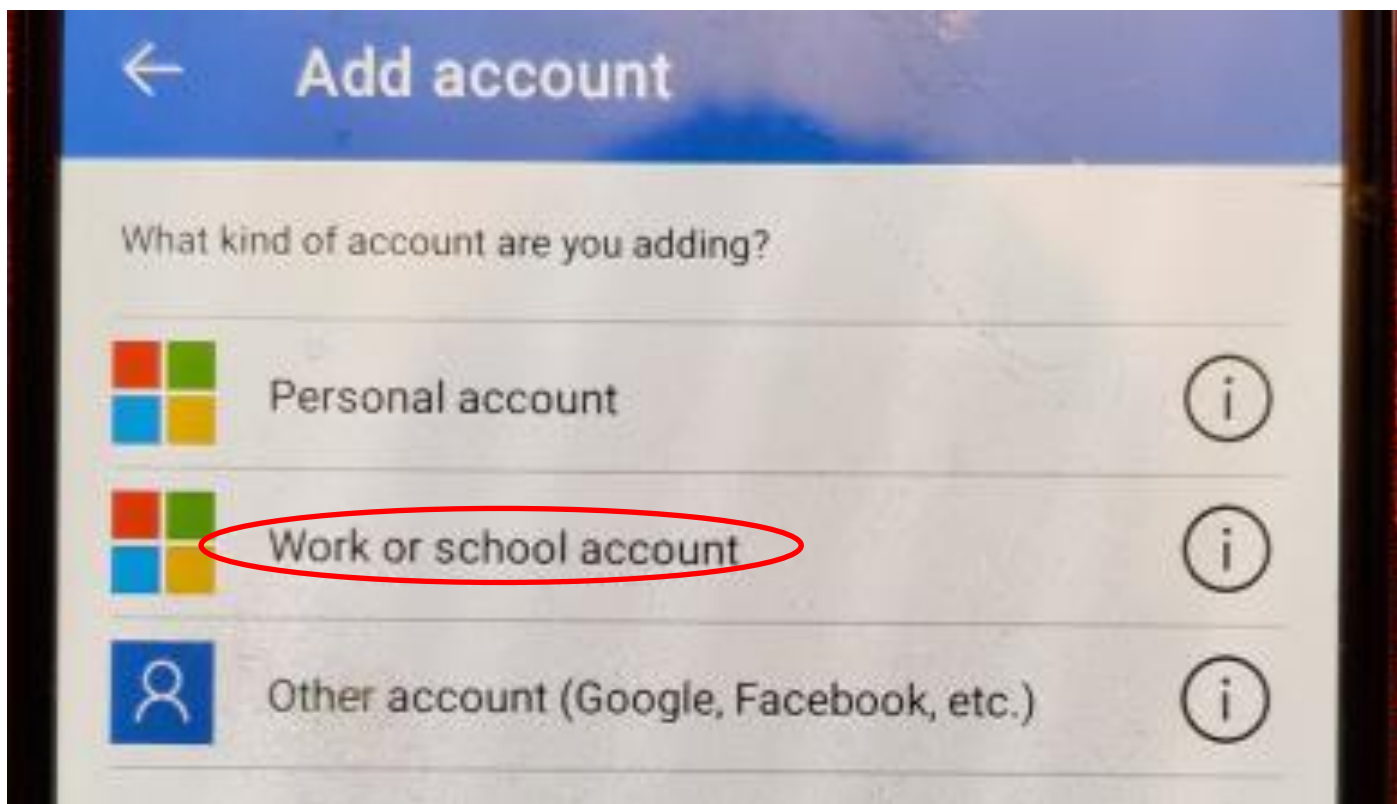 Add account
What kind of account are you adding?
Personal account
Work or school account
Other account (Google, Facebook, etc.)